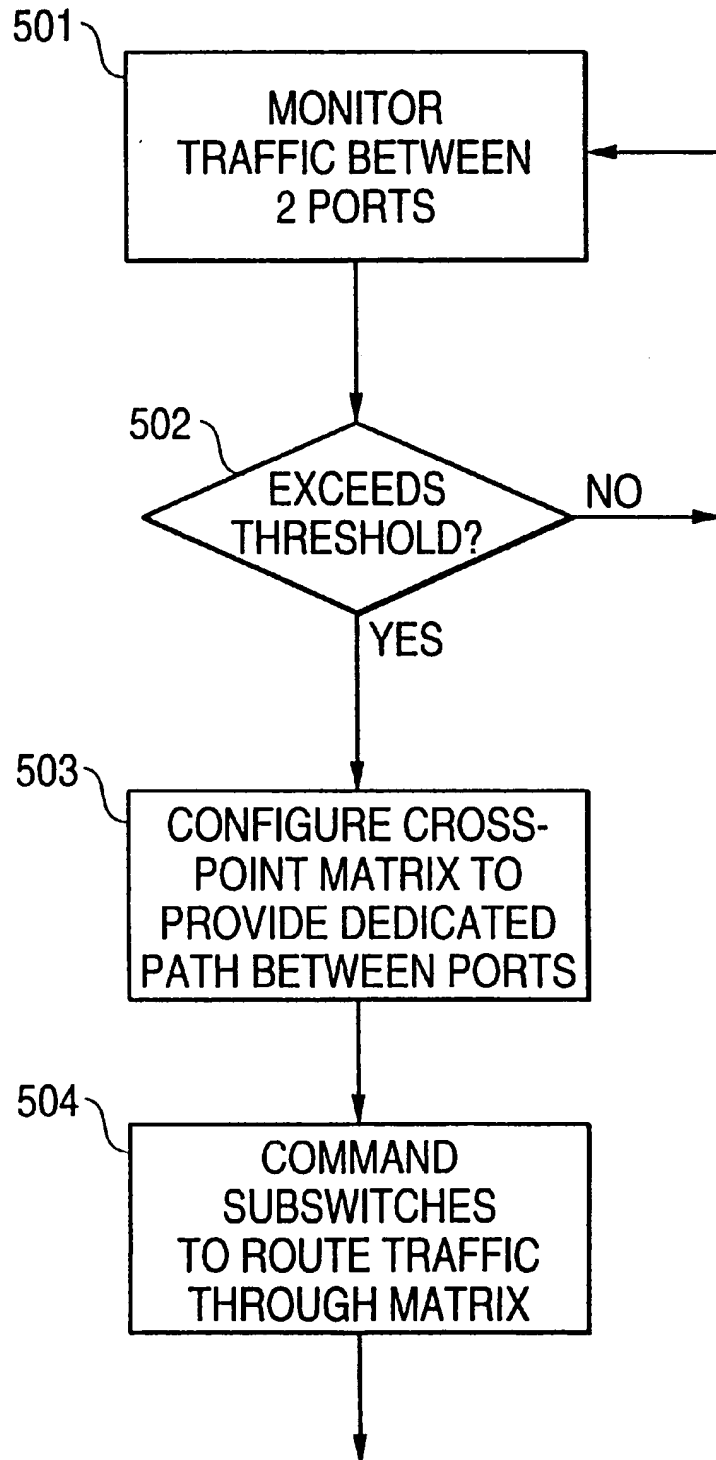 501
MONITOR
TRAFFIC BETWEEN
2 PORTS
502
EXCEEDS
THRESHOLD?
NO
YES
503
CONFIGURE CROSS-
POINT MATRIX TO
PROVIDE DEDICATED
PATH BETWEEN PORTS
504
COMMAND
SUBSWITCHES
TO ROUTE TRAFFIC
THROUGH MATRIX